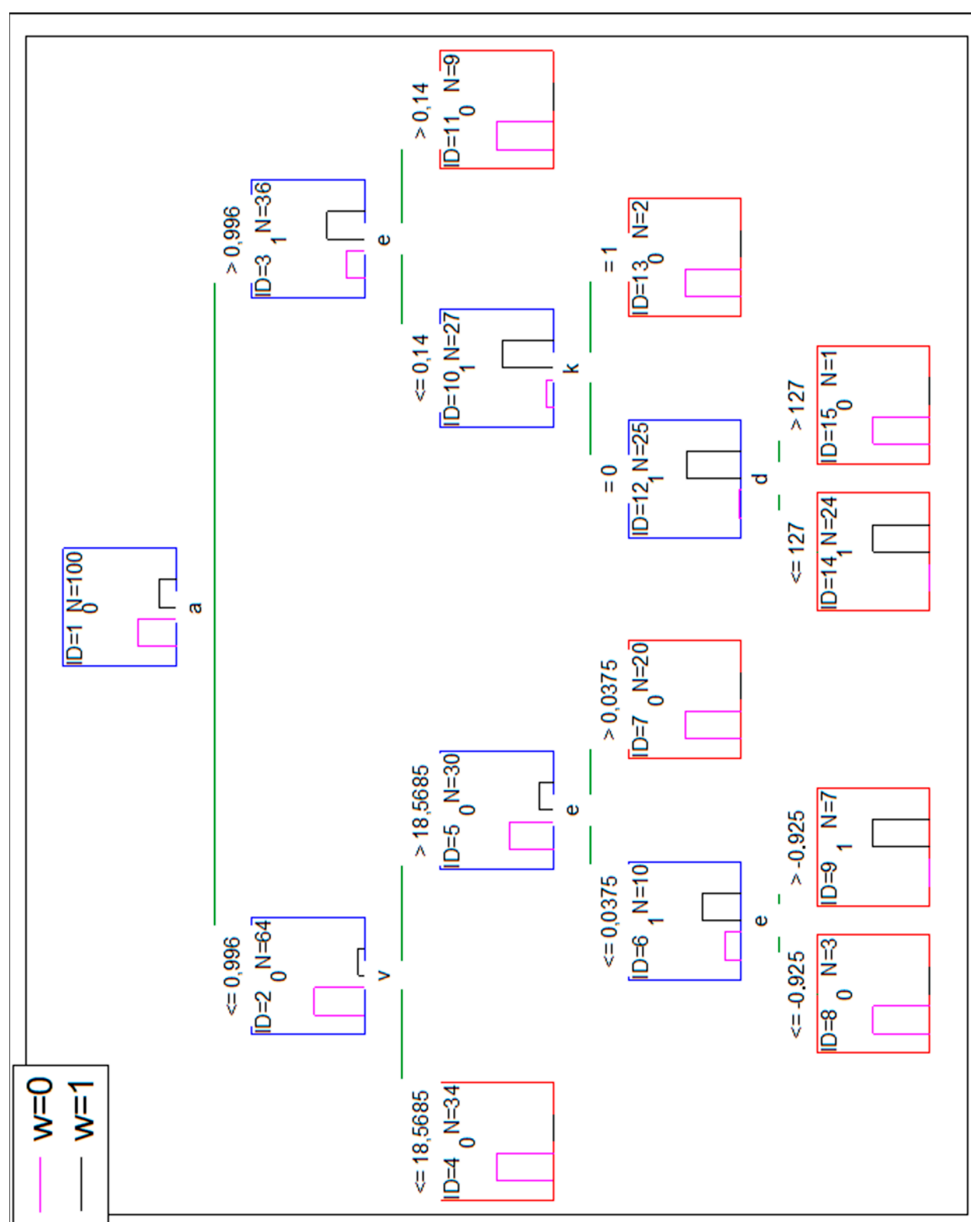 w=0
w=1
ID=1 N=100
0
a
<= 0,996
> 0,996
ID=2 N=64
0
v
ID=3 N=36
1
e
<= 18,5685
> 18,5685
<= 0,14
> 0,14
ID=4 N=34
0
ID=5 N=30
0
e
ID=10 N=27
1
k
ID=11 N=9
0
<= 0,0375
> 0,0375
= 0
= 1
ID=6 N=10
1
e
ID=7 N=20
0
ID=12 N=25
1
d
ID=13 N=2
0
<= -0,925
> -0,925
<= 127
> 127
ID=8 N=3
0
ID=9 N=7
1
ID=14 N=24
1
ID=15 N=1
0